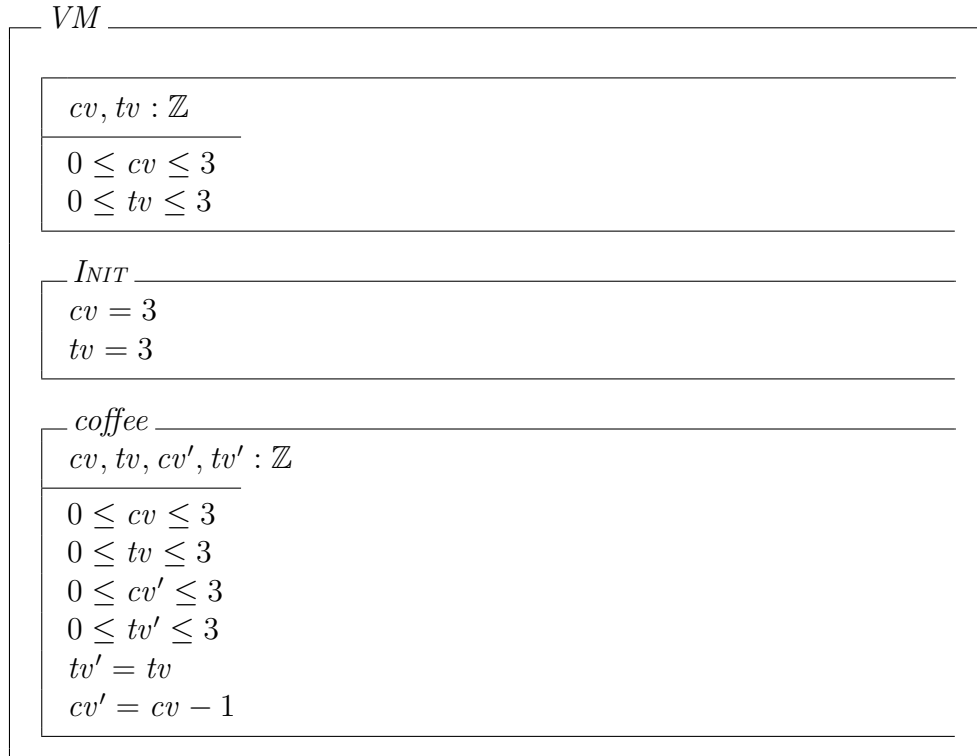 VM
cv, tv : ℤ
0 ≤ cv ≤ 3
0 ≤ tv ≤ 3
INIT
cv = 3
tv = 3
coffee
cv, tv, cv′, tv′ : ℤ
0 ≤ cv ≤ 3
0 ≤ tv ≤ 3
0 ≤ cv′ ≤ 3
0 ≤ tv′ ≤ 3
tv′ = tv
cv′ = cv − 1